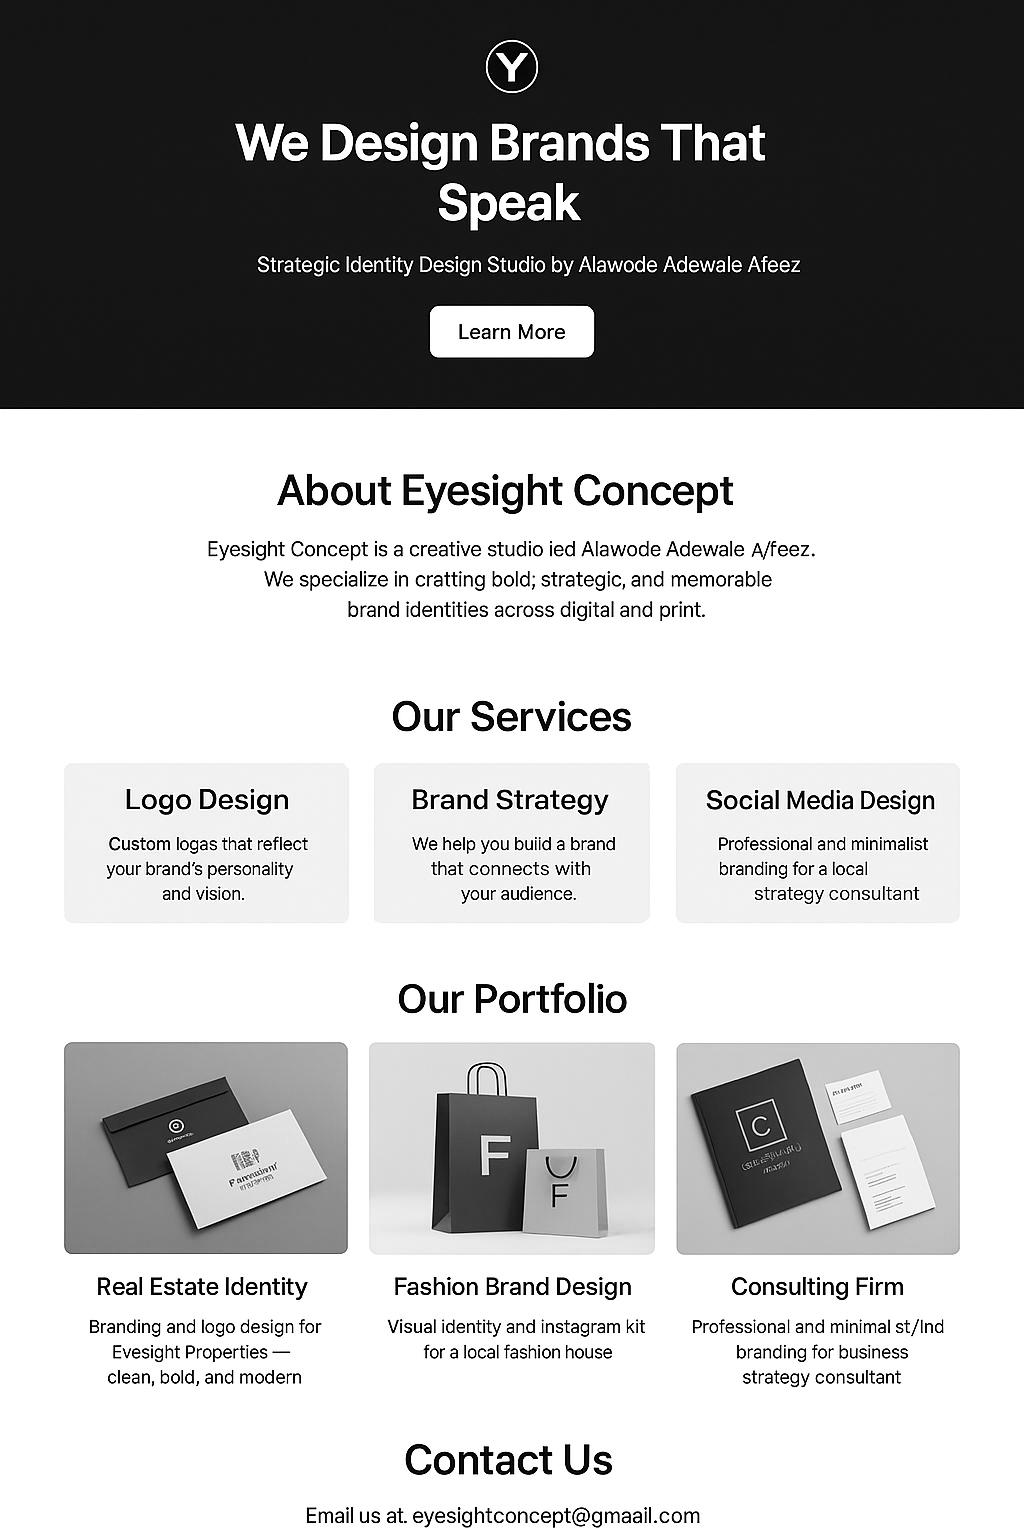 Y
We Design Brands That
Speak
Strategic Identity Design Studio by Alawode Adewale Afeez
Learn More
About Eyesight Concept
Eyesight Concept is a creative studio ied Alawode Adewale A/feez.
We specialize in cratting bold; strategic, and memorable
brand identities across digital and print.
Our Services
Logo Design
Custom logas that reflect
your brand’s personality
and vision.
Brand Strategy
We help you build a brand
that connects with
your audience.
Social Media Design
Professional and minimalist
branding for a local
strategy consultant
Our Portfolio
F
F
C
Real Estate Identity
Branding and logo design for
Evesight Properties —
clean, bold, and modern
Fashion Brand Design
Visual identity and instagram kit
for a local fashion house
Consulting Firm
Professional and minimal st/lnd
branding for business
strategy consultant
Contact Us
Email us at. eyesightconcept@gmaail.com